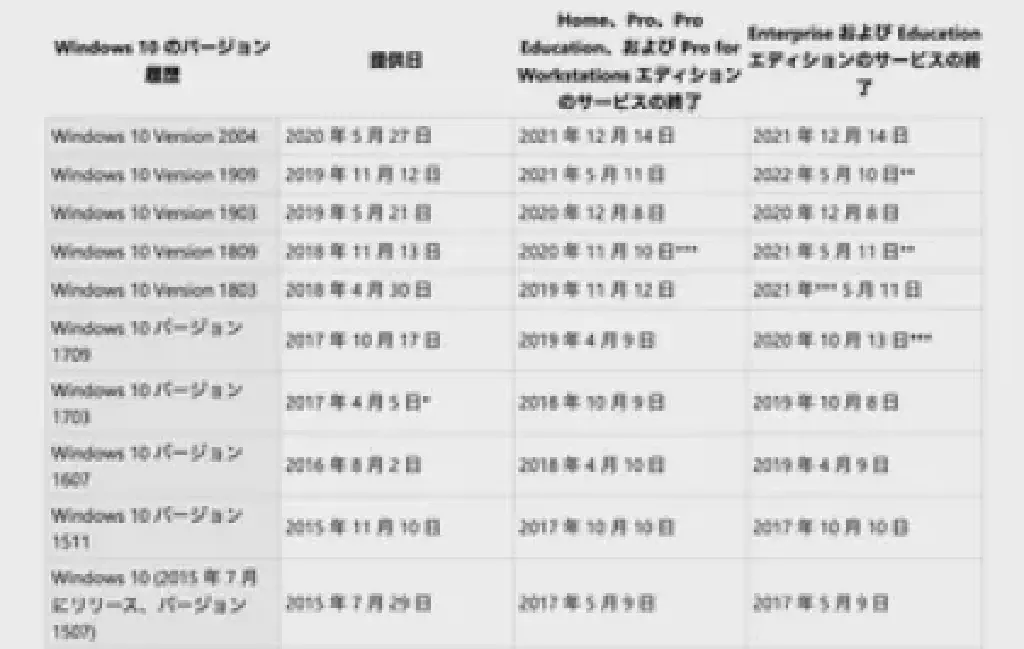 Windows 10 のバージョン
履歴
提供日
Home、Pro、Pro
Education、および Pro for
Workstations エディション
のサービスの終了
Enterprise および Education
エディションのサービスの終
了
Windows 10 Version 2004 2020 年 5 月 27 日 2021 年 12 月 14 日 2021 年 12 月 14 日
Windows 10 Version 1909 2019 年 11 月 12 日 2021 年 5 月 11 日 2022 年 5 月 10 日**
Windows 10 Version 1903 2019 年 5 月 21 日 2020 年 12 月 8 日 2020 年 12 月 8 日
Windows 10 Version 1809 2018 年 11 月 13 日 2020 年 11 月 10 日*** 2021 年 5 月 11 日**
Windows 10 Version 1803 2018 年 4 月 30 日 2019 年 11 月 12 日 2021 年*** 5 月 11 日
Windows 10 バージョン
1709
2017 年 10 月 17 日 2019 年 4 月 9 日 2020 年 10 月 13 日***
Windows 10 バージョン
1703
2017 年 4 月 5 日* 2018 年 10 月 9 日 2019 年 10 月 8 日
Windows 10 バージョン
1607
2016 年 8 月 2 日 2018 年 4 月 10 日 2019 年 4 月 9 日
Windows 10 バージョン
1511
2015 年 11 月 10 日 2017 年 10 月 10 日 2017 年 10 月 10 日
Windows 10 (2015 年 7 月
にリリース、バージョン
1507)
2015 年 7 月 29 日 2017 年 5 月 9 日 2017 年 5 月 9 日